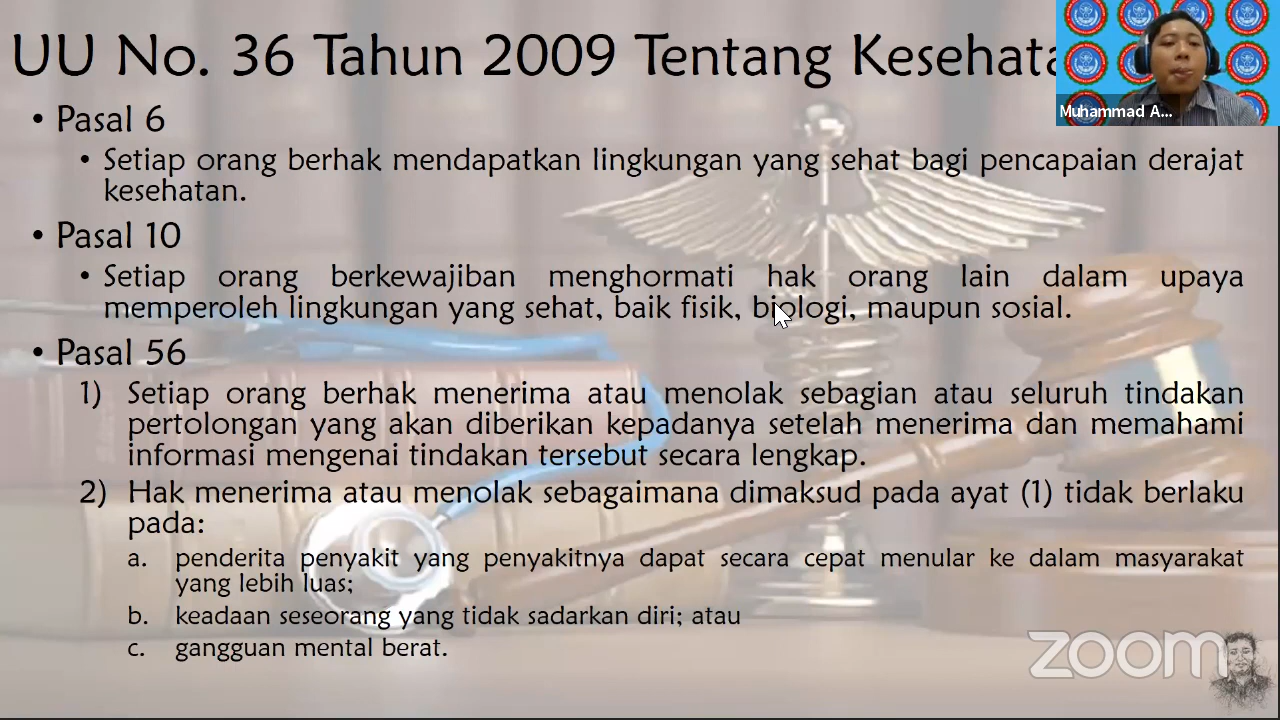 UU No. 36 Tahun 2009 Tentang Kesehata
Muhammad A...
• Pasal 6
• Setiap orang berhak mendapatkan lingkungan yang sehat bagi pencapaian derajat
kesehatan.
• Pasal 10
• Setiap orang berkewajiban menghormati hak orang lain dalam upaya
memperoleh lingkungan yang sehat, baik fisik, biologi, maupun sosial.
• Pasal 56
1) Setiap orang berhak menerima atau menolak sebagian atau seluruh tindakan
pertolongan yang akan diberikan kepadanya setelah menerima dan memahami
informasi mengenai tindakan tersebut secara lengkap.
2) Hak menerima atau menolak sebagaimana dimaksud pada ayat (1) tidak berlaku
pada:
a. penderita penyakit yang penyakitnya dapat secara cepat menular ke dalam masyarakat
yang lebih luas;
b. keadaan seseorang yang tidak sadarkan diri; atau
c. gangguan mental berat.
zoom